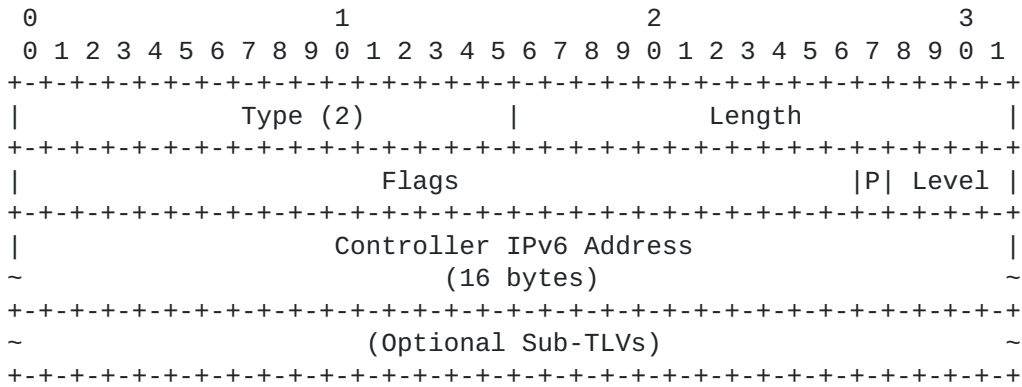 0                   1                   2                   3
 0 1 2 3 4 5 6 7 8 9 0 1 2 3 4 5 6 7 8 9 0 1 2 3 4 5 6 7 8 9 0 1
+-+-+-+-+-+-+-+-+-+-+-+-+-+-+-+-+-+-+-+-+-+-+-+-+-+-+-+-+-+-+-+-+
|              Type (2)         |            Length             |
+-+-+-+-+-+-+-+-+-+-+-+-+-+-+-+-+-+-+-+-+-+-+-+-+-+-+-+-+-+-+-+-+
|                       Flags                         |P| Level |
+-+-+-+-+-+-+-+-+-+-+-+-+-+-+-+-+-+-+-+-+-+-+-+-+-+-+-+-+-+-+-+-+
|                    Controller IPv6 Address                    |
~                           (16 bytes)                          ~
+-+-+-+-+-+-+-+-+-+-+-+-+-+-+-+-+-+-+-+-+-+-+-+-+-+-+-+-+-+-+-+-+
~                      (Optional Sub-TLVs)                      ~
+-+-+-+-+-+-+-+-+-+-+-+-+-+-+-+-+-+-+-+-+-+-+-+-+-+-+-+-+-+-+-+-+